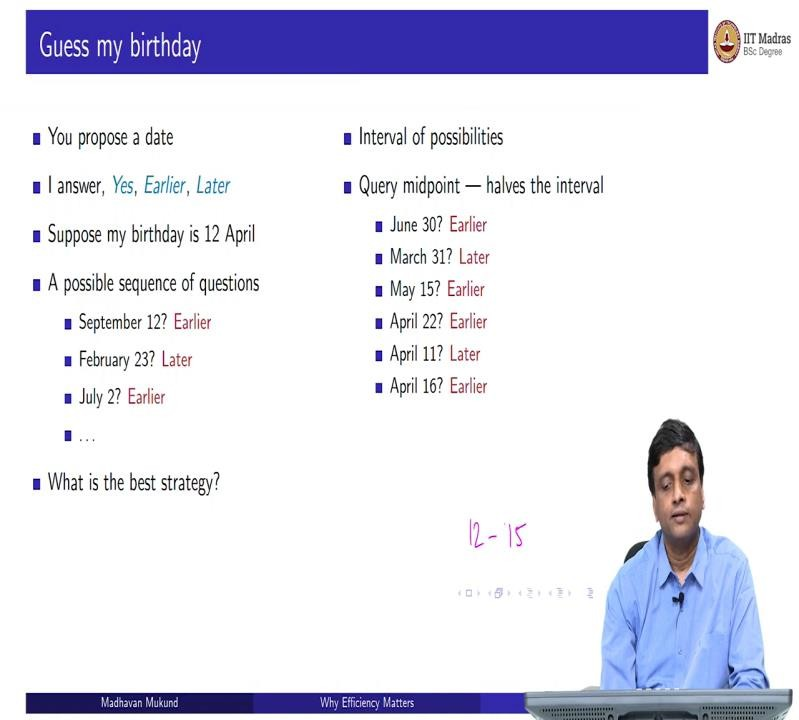 Guess my birthday
IIT Madras
BSc Degree
You propose a date
I answer, Yes, Earlier, Later
Suppose my birthday is 12 April
A possible sequence of questions
September 12? Earlier
February 23? Later
July 2? Earlier
...
What is the best strategy?
Interval of possibilities
Query midpoint — halves the interval
June 30? Earlier
March 31? Later
May 15? Earlier
April 22? Earlier
April 11? Later
April 16? Earlier
12 - 15
Madhavan Mukund
Why Efficiency Matters